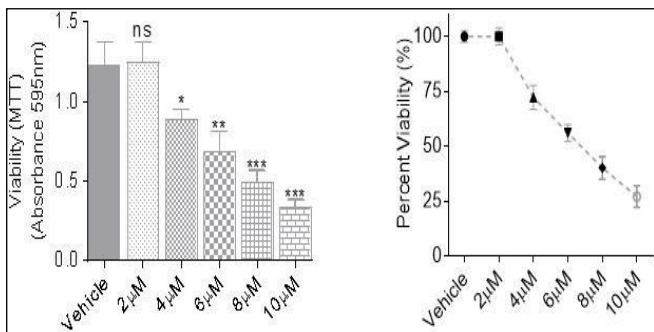 Viability (MTT)
(Absorbance 595nm)
1.5
1.0
0.5
0.0
ns
*
**
***
***
Vehicle
2µM
4µM
6µM
8µM
10µM
Percent Viability (%)
100
75
50
25
0
Vehicle
2µM
4µM
6µM
8µM
10µM